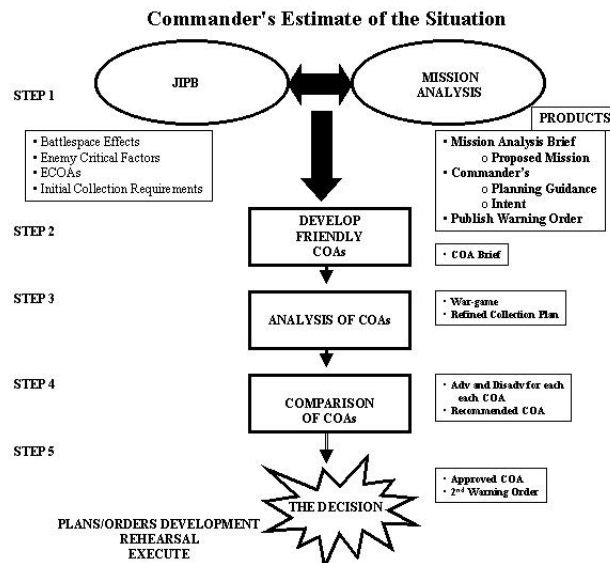 Commander's Estimate of the Situation
STEP 1
JIPB
MISSION
ANALYSIS
PRODUCTS
▪ Battlespace Effects
▪ Enemy Critical Factors
▪ ECOAs
▪ Initial Collection Requirements
• Mission Analysis Brief
o Proposed Mission
• Commander's
o Planning Guidance
o Intent
• Publish Warning Order
STEP 2
DEVELOP
FRIENDLY
COAs
• COA Brief
STEP 3
ANALYSIS OF COAs
• War-game
• Refined Collection Plan
STEP 4
COMPARISON
OF COAs
• Adv and Disadv for each
each COA
• Recommended COA
STEP 5
THE DECISION
• Approved COA
• 2nd Warning Order
PLANS/ORDERS DEVELOPMENT
REHEARSAL
EXECUTE